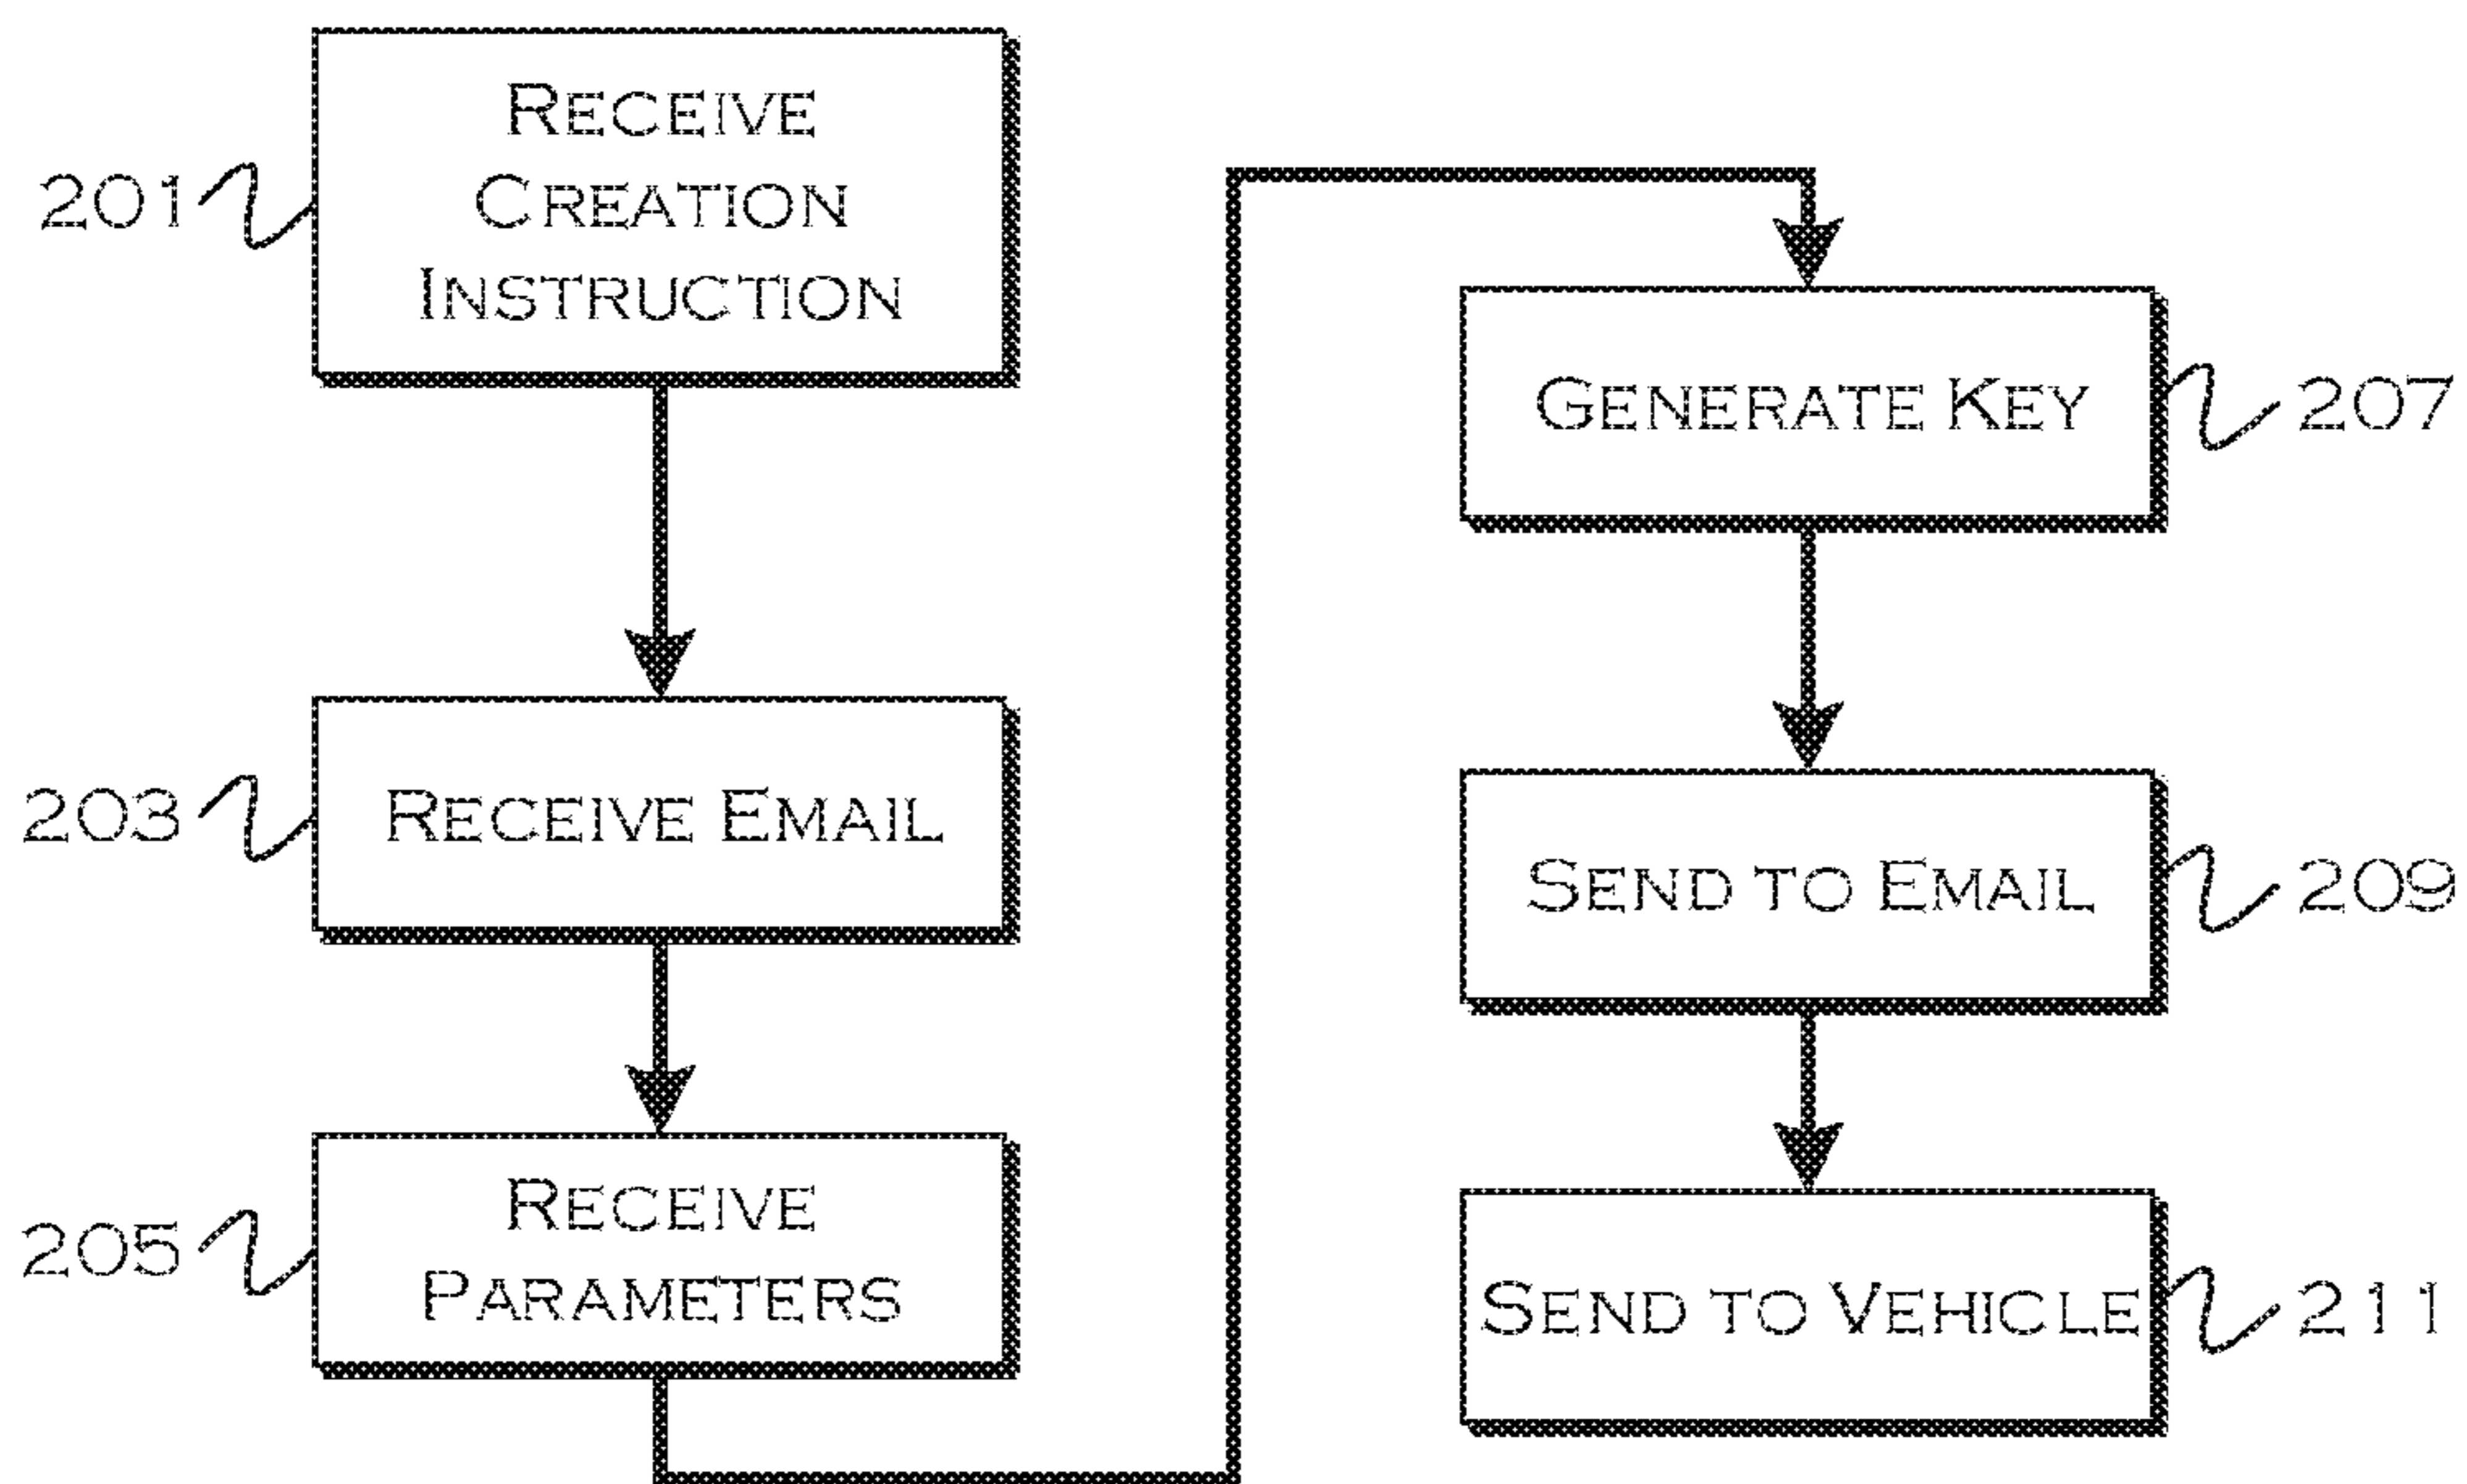 201
RECEIVE
CREATION
INSTRUCTION
203
RECEIVE EMAIL
205
RECEIVE
PARAMETERS
GENERATE KEY
207
SEND TO EMAIL
209
SEND TO VEHICLE
211